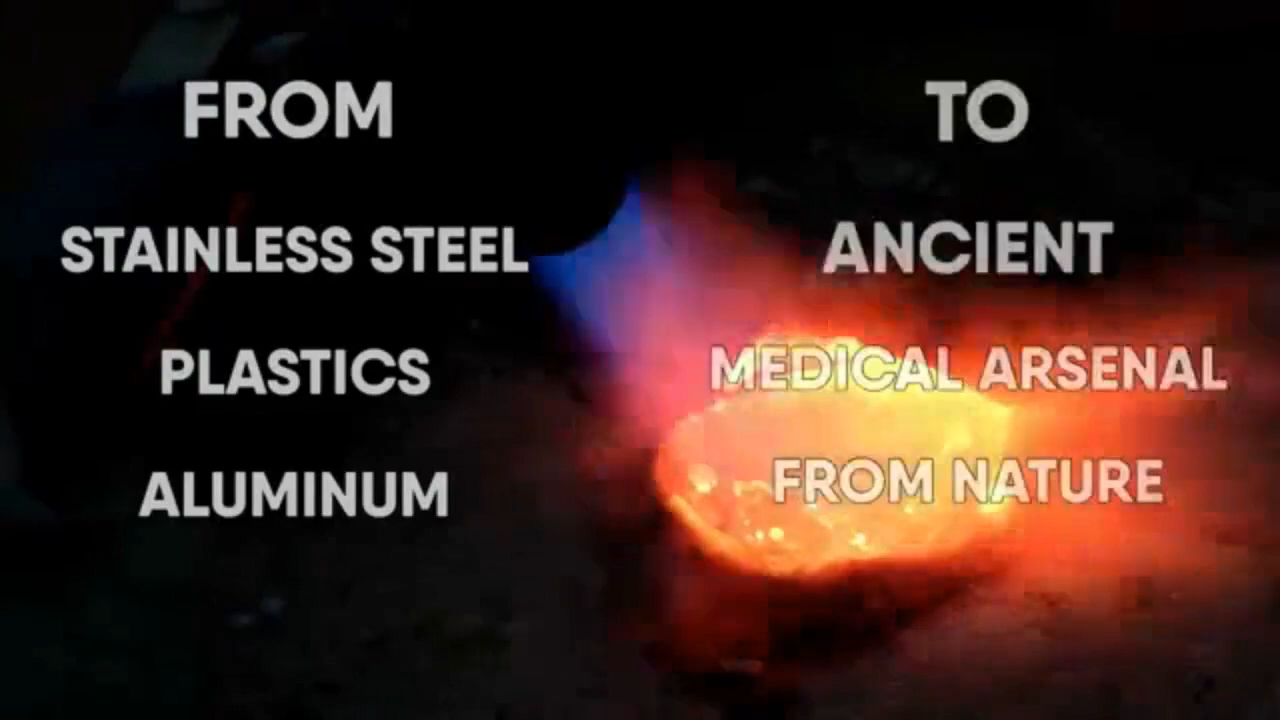 FROM
STAINLESS STEEL
PLASTICS
ALUMINUM
TO
ANCIENT
MEDICAL ARSENAL
FROM NATURE